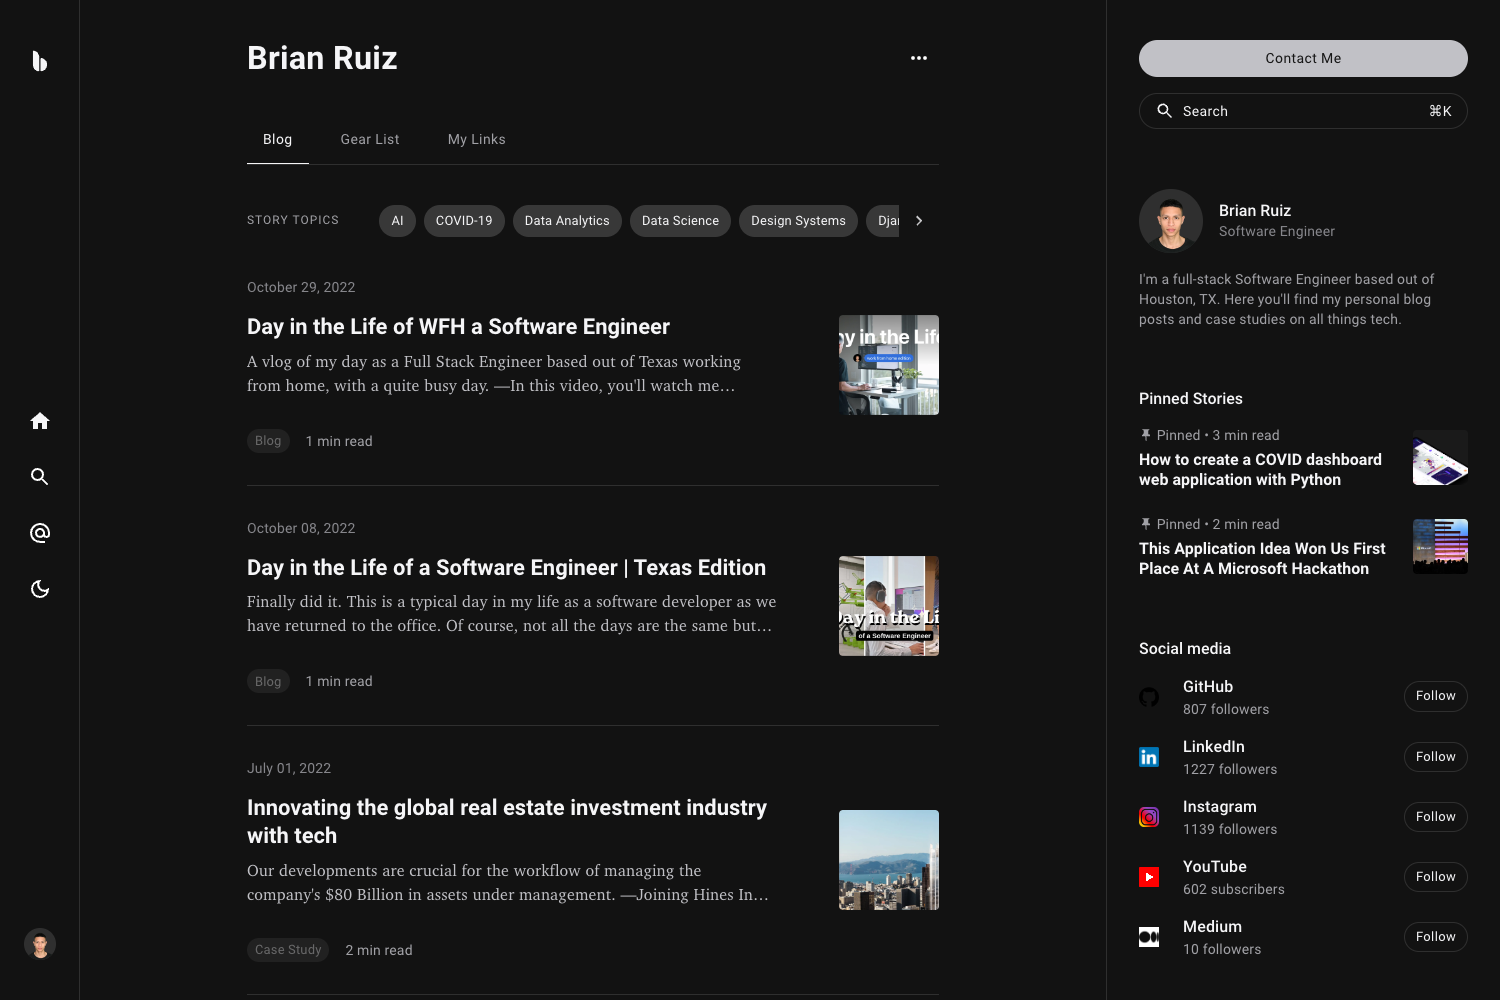 Brian Ruiz
Blog
Gear List
My Links
STORY TOPICS
AI
COVID-19
Data Analytics
Data Science
Design Systems
October 29, 2022
Day in the Life of WFH a Software Engineer
A vlog of my day as a Full Stack Engineer based out of Texas working
from home, with a quite busy day. —In this video, you'll watch me…
Blog
1 min read
October 08, 2022
Day in the Life of a Software Engineer | Texas Edition
Finally did it. This is a typical day in my life as a software developer as we
have returned to the office. Of course, not all the days are the same but…
Day in the Li
of a Software Engineer
Blog
1 min read
July 01, 2022
Innovating the global real estate investment industry
with tech
Our developments are crucial for the workflow of managing the
company's $80 Billion in assets under management. —Joining Hines In…
Case Study
2 min read
Contact Me
Search
⌘K
Brian Ruiz
Software Engineer
I'm a full-stack Software Engineer based out of
Houston, TX. Here you'll find my personal blog
posts and case studies on all things tech.
Pinned Stories
Pinned • 3 min read
How to create a COVID dashboard
web application with Python
Pinned • 2 min read
This Application Idea Won Us First
Place At A Microsoft Hackathon
Social media
GitHub
807 followers
Follow
LinkedIn
1227 followers
Follow
Instagram
1139 followers
Follow
YouTube
602 subscribers
Follow
Medium
10 followers
Follow